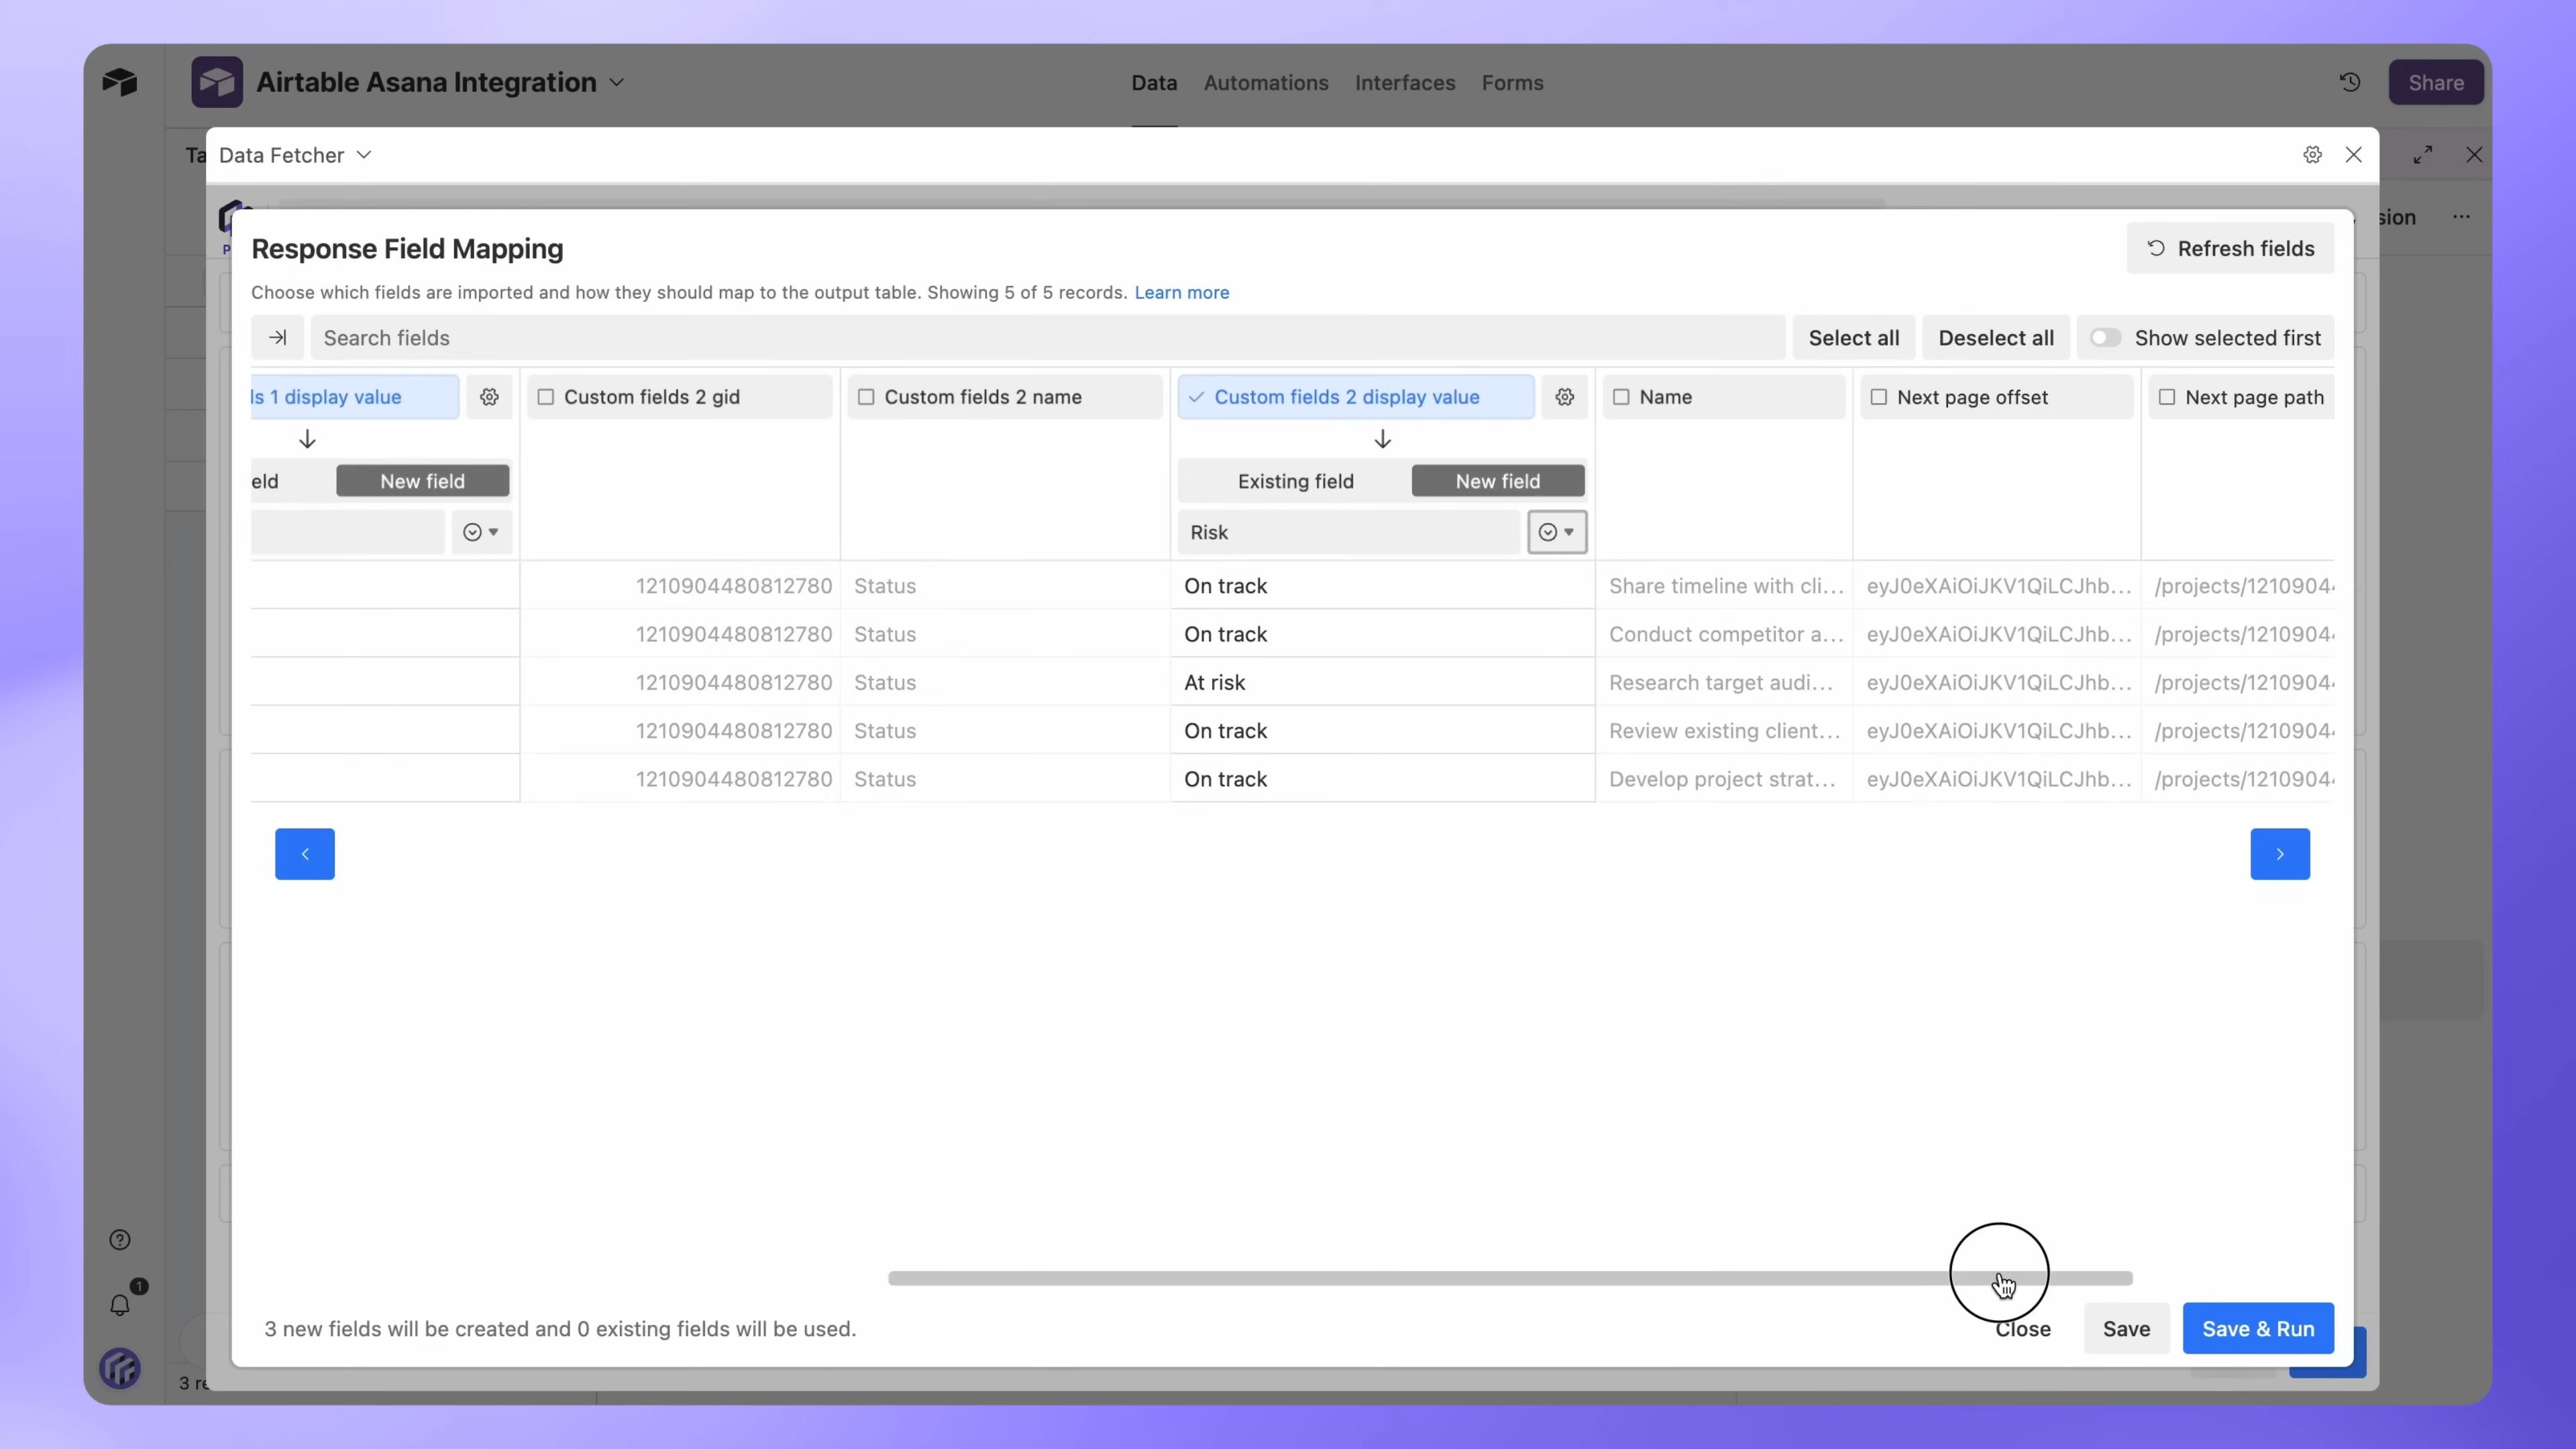 Airtable Asana Integration
Data Automations Interfaces Forms
Share
Ta
Data Fetcher
sion
Response Field Mapping
Refresh fields
Choose which fields are imported and how they should map to the output table. Showing 5 of 5 records. Learn more
Search fields
Select all
Deselect all
Show selected first
ls 1 display value
Custom fields 2 gid
Custom fields 2 name
Custom fields 2 display value
Name
Next page offset
Next page path
eld New field
Existing field New field
Risk
1210904480812780 Status On track Share timeline with cli... eyJ0eXAiOiJKV1QiLCJhb... /projects/1210904
1210904480812780 Status On track Conduct competitor a... eyJ0eXAiOiJKV1QiLCJhb... /projects/1210904
1210904480812780 Status At risk Research target audi... eyJ0eXAiOiJKV1QiLCJhb... /projects/1210904
1210904480812780 Status On track Review existing client... eyJ0eXAiOiJKV1QiLCJhb... /projects/1210904
1210904480812780 Status On track Develop project strat... eyJ0eXAiOiJKV1QiLCJhb... /projects/1210904
1
3 new fields will be created and 0 existing fields will be used.
Close
Save
Save & Run
3 re